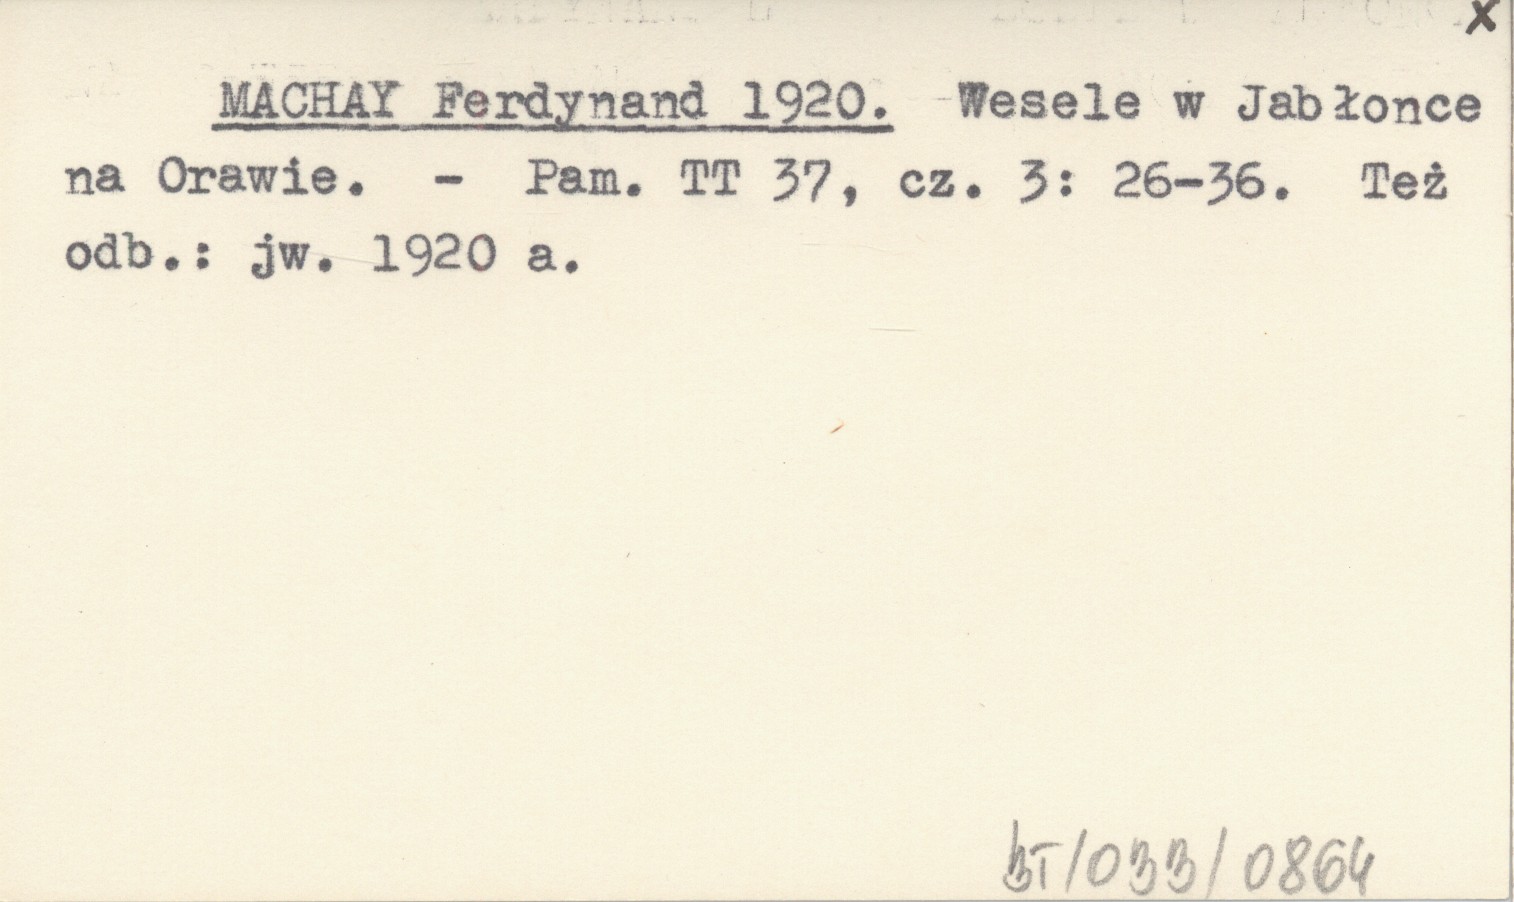 x
MACHAY Ferdynand 1920. Wesele w Jabłonce
na Orawie. - Pam. TT 37, cz. 3: 26-36. Też
odb.: jw. 1920 a.
BT/033/0864